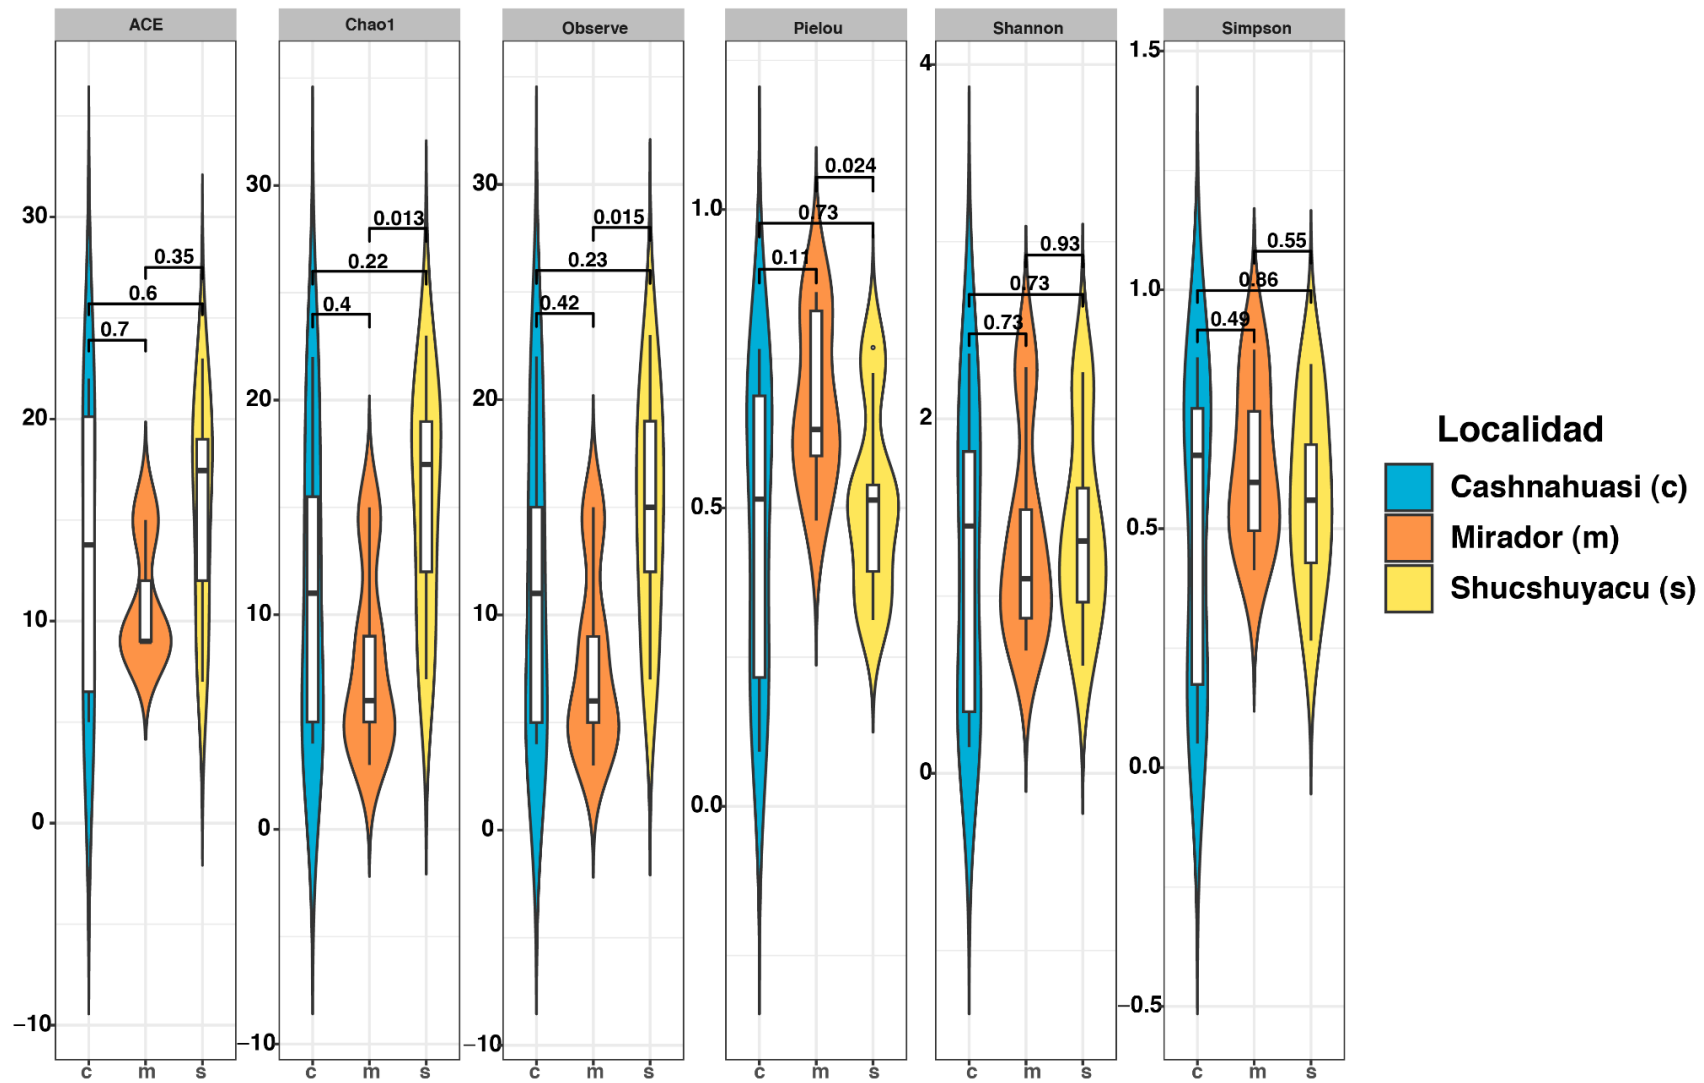 ACE
30
20
10
0
−10
0.35
0.6
0.7
c m s
Chao1
30
20
10
0
−10
0.013
0.22
0.4
c m s
Observe
30
20
10
0
−10
0.015
0.23
0.42
c m s
Pielou
1.0
0.5
0.0
0.024
0.73
0.11
c m s
Shannon
4
2
0
0.93
0.73
0.73
c m s
Simpson
1.5
1.0
0.5
0.0
−0.5
0.55
0.86
0.49
c m s
Localidad
Cashnahuasi (c)
Mirador (m)
Shucshuyacu (s)